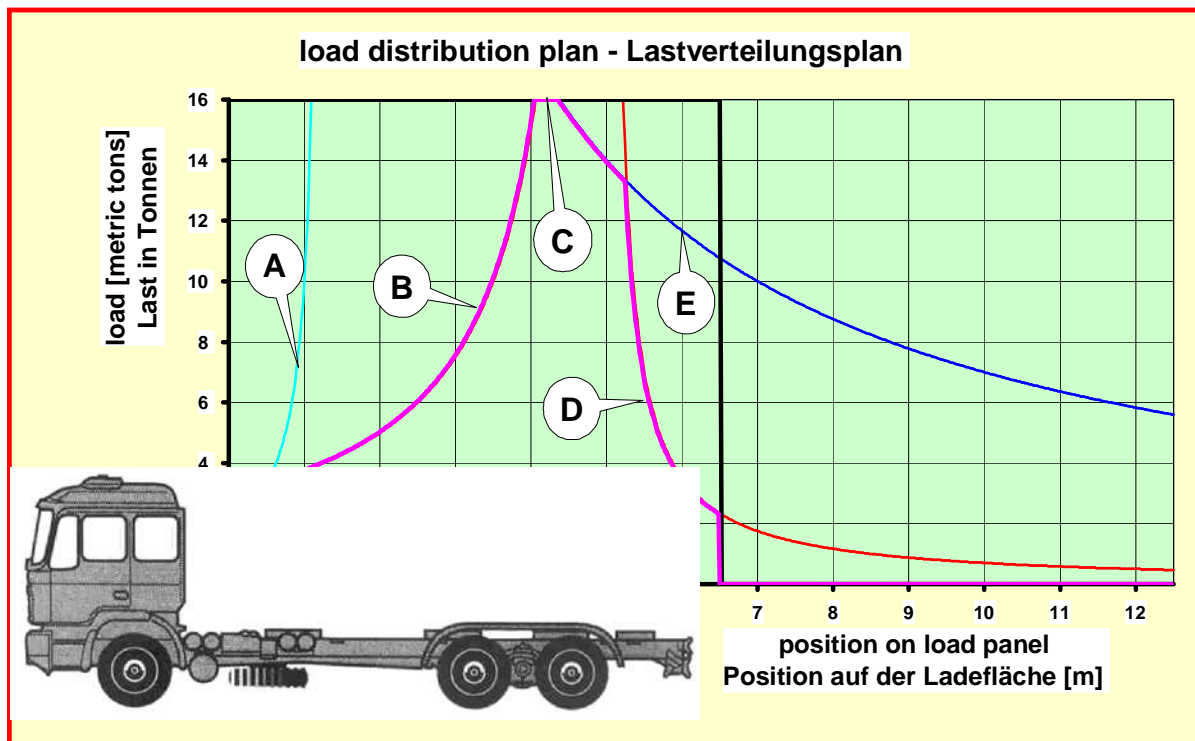 load distribution plan - Lastverteilungsplan
load [metric tons]
Last in Tonnen
16
14
12
10
8
6
4
A
B
C
D
E
7 8 9 10 11 12
position on load panel
Position auf der Ladefläche [m]